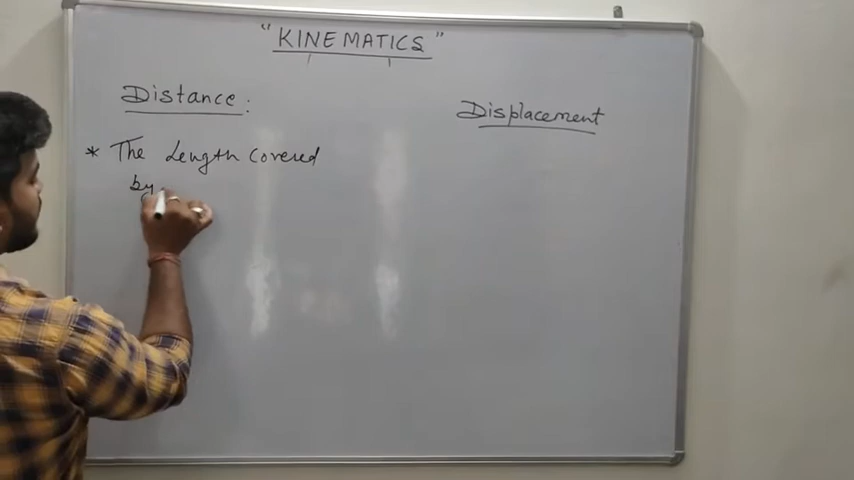 "KINEMATICS"
Distance:
Displacement
* The Length Covered
by